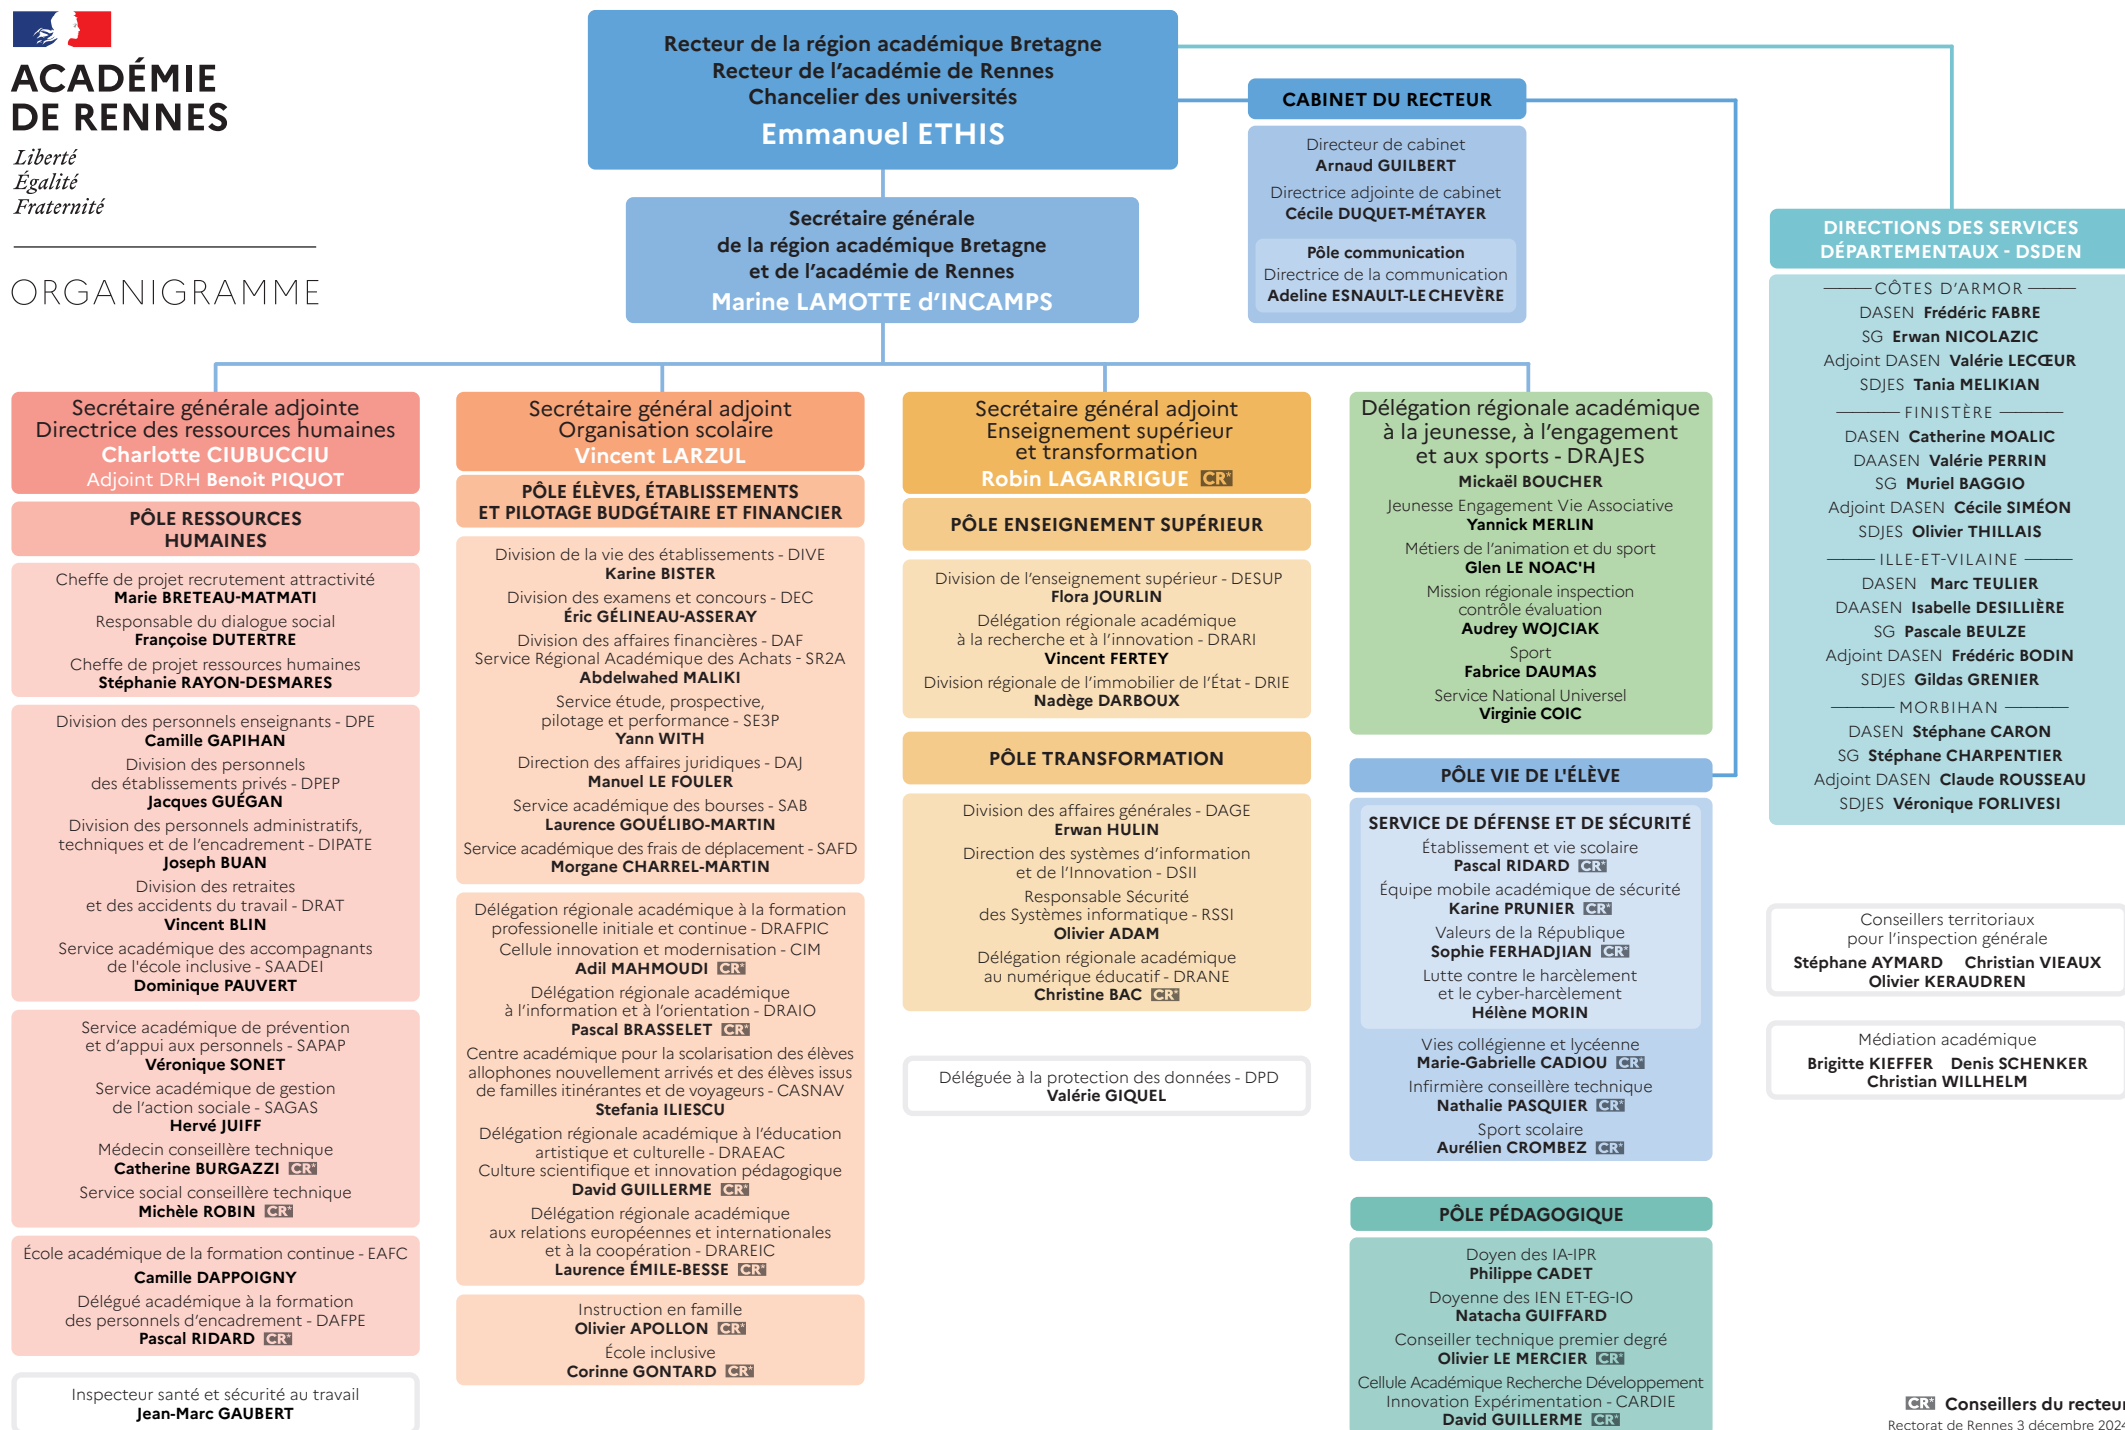 ACADÉMIE
DE RENNES
Liberté
Égalité
Fraternité
ORGANIGRAMME
Recteur de la région académique Bretagne
Recteur de l'académie de Rennes
Chancelier des universités
Emmanuel ETHIS
Secrétaire générale
de la région académique Bretagne
et de l'académie de Rennes
Marine LAMOTTE d'INCAMPS
CABINET DU RECTEUR
Directeur de cabinet
Arnaud GUILBERT
Directrice adjointe de cabinet
Cécile DUQUET-MÉTAYER
Pôle communication
Directrice de la communication
Adeline ESNAULT-LE CHEVÈRE
Secrétaire générale adjointe
Directrice des ressources humaines
Charlotte CIUBUCCIU
Adjoint DRH Benoit PIQUOT
PÔLE RESSOURCES
HUMAINES
Cheffe de projet recrutement attractivité
Marie BRETEAU-MATMATI
Responsable du dialogue social
Françoise DUTERTRE
Cheffe de projet ressources humaines
Stéphanie RAYON-DESMARES
Division des personnels enseignants - DPE
Camille GAPIHAN
Division des personnels
des établissements privés - DPEP
Jacques GUÉGAN
Division des personnels administratifs,
techniques et de l'encadrement - DIPATE
Joseph BUAN
Division des retraites
et des accidents du travail - DRAT
Vincent BLIN
Service académique des accompagnants
de l'école inclusive - SAADEI
Dominique PAUVERT
Service académique de prévention
et d'appui aux personnels - SAPAP
Véronique SONET
Service académique de gestion
de l'action sociale - SAGAS
Hervé JUIFF
Médecin conseillère technique
Catherine BURGAZZI CR*
Service social conseillère technique
Michèle ROBIN CR*
École académique de la formation continue - EAFC
Camille DAPPOIGNY
Délégué académique à la formation
des personnels d'encadrement - DAFPE
Pascal RIDARD CR*
Inspecteur santé et sécurité au travail
Jean-Marc GAUBERT
Secrétaire général adjoint
Organisation scolaire
Vincent LARZUL
PÔLE ÉLÈVES, ÉTABLISSEMENTS
ET PILOTAGE BUDGÉTAIRE ET FINANCIER
Division de la vie des établissements - DIVE
Karine BISTER
Division des examens et concours - DEC
Éric GÉLINEAU-ASSERAY
Division des affaires financières - DAF
Service Régional Académique des Achats - SR2A
Abdelwahed MALIKI
Service étude, prospective,
pilotage et performance - SE3P
Yann WITH
Direction des affaires juridiques - DAJ
Manuel LE FOULER
Service académique des bourses - SAB
Laurence GOUÉLIBO-MARTIN
Service académique des frais de déplacement - SAFD
Morgane CHARREL-MARTIN
Délégation régionale académique à la formation
professionelle initiale et continue - DRAFPIC
Cellule innovation et modernisation - CIM
Adil MAHMOUDI CR*
Délégation régionale académique
à l'information et à l'orientation - DRAIO
Pascal BRASSELET CR*
Centre académique pour la scolarisation des élèves
allophones nouvellement arrivés et des élèves issus
de familles itinérantes et de voyageurs - CASNAV
Stefania ILIESCU
Délégation régionale académique à l'éducation
artistique et culturelle - DRAEAC
Culture scientifique et innovation pédagogique
David GUILLERME CR*
Délégation régionale académique
aux relations européennes et internationales
et à la coopération - DRAREIC
Laurence ÉMILE-BESSE CR*
Instruction en famille
Olivier APOLLON CR*
École inclusive
Corinne GONTARD CR*
Secrétaire général adjoint
Enseignement supérieur
et transformation
Robin LAGARRIGUE CR*
PÔLE ENSEIGNEMENT SUPÉRIEUR
Division de l'enseignement supérieur - DESUP
Flora JOURLIN
Délégation régionale académique
à la recherche et à l'innovation - DRARI
Vincent FERTEY
Division régionale de l'immobilier de l'État - DRIE
Nadège DARBOUX
PÔLE TRANSFORMATION
Division des affaires générales - DAGE
Erwan HULIN
Direction des systèmes d'information
et de l'Innovation - DSII
Responsable Sécurité
des Systèmes informatique - RSSI
Olivier ADAM
Délégation régionale académique
au numérique éducatif - DRANE
Christine BAC CR*
Déléguée à la protection des données - DPD
Valérie GIQUEL
Délégation régionale académique
à la jeunesse, à l'engagement
et aux sports - DRAJES
Mickaël BOUCHER
Jeunesse Engagement Vie Associative
Yannick MERLIN
Métiers de l'animation et du sport
Glen LE NOAC'H
Mission régionale inspection
contrôle évaluation
Audrey WOJCIAK
Sport
Fabrice DAUMAS
Service National Universel
Virginie COIC
PÔLE VIE DE L'ÉLÈVE
SERVICE DE DÉFENSE ET DE SÉCURITÉ
Établissement et vie scolaire
Pascal RIDARD CR*
Équipe mobile académique de sécurité
Karine PRUNIER CR*
Valeurs de la République
Sophie FERHADJIAN CR*
Lutte contre le harcèlement
et le cyber-harcèlement
Hélène MORIN
Vies collégienne et lycéenne
Marie-Gabrielle CADIOU CR*
Infirmière conseillère technique
Nathalie PASQUIER CR*
Sport scolaire
Aurélien CROMBEZ CR*
PÔLE PÉDAGOGIQUE
Doyen des IA-IPR
Philippe CADET
Doyenne des IEN ET-EG-IO
Natacha GUIFFARD
Conseiller technique premier degré
Olivier LE MERCIER CR*
Cellule Académique Recherche Développement
Innovation Expérimentation - CARDIE
David GUILLERME CR*
DIRECTIONS DES SERVICES
DÉPARTEMENTAUX - DSDEN
CÔTES D'ARMOR
DASEN Frédéric FABRE
SG Erwan NICOLAZIC
Adjoint DASEN Valérie LECŒUR
SDJES Tania MELIKIAN
FINISTÈRE
DASEN Catherine MOALIC
DAASEN Valérie PERRIN
SG Muriel BAGGIO
Adjoint DASEN Cécile SIMÉON
SDJES Olivier THILLAIS
ILLE-ET-VILAINE
DASEN Marc TEULIER
DAASEN Isabelle DESILLIÈRE
SG Pascale BEULZE
Adjoint DASEN Frédéric BODIN
SDJES Gildas GRENIER
MORBIHAN
DASEN Stéphane CARON
SG Stéphane CHARPENTIER
Adjoint DASEN Claude ROUSSEAU
SDJES Véronique FORLIVESI
Conseillers territoriaux
pour l'inspection générale
Stéphane AYMARD Christian VIEAUX
Olivier KERAUDREN
Médiation académique
Brigitte KIEFFER Denis SCHENKER
Christian WILLHELM
CR* Conseillers du recteur
Rectorat de Rennes 3 décembre 2024